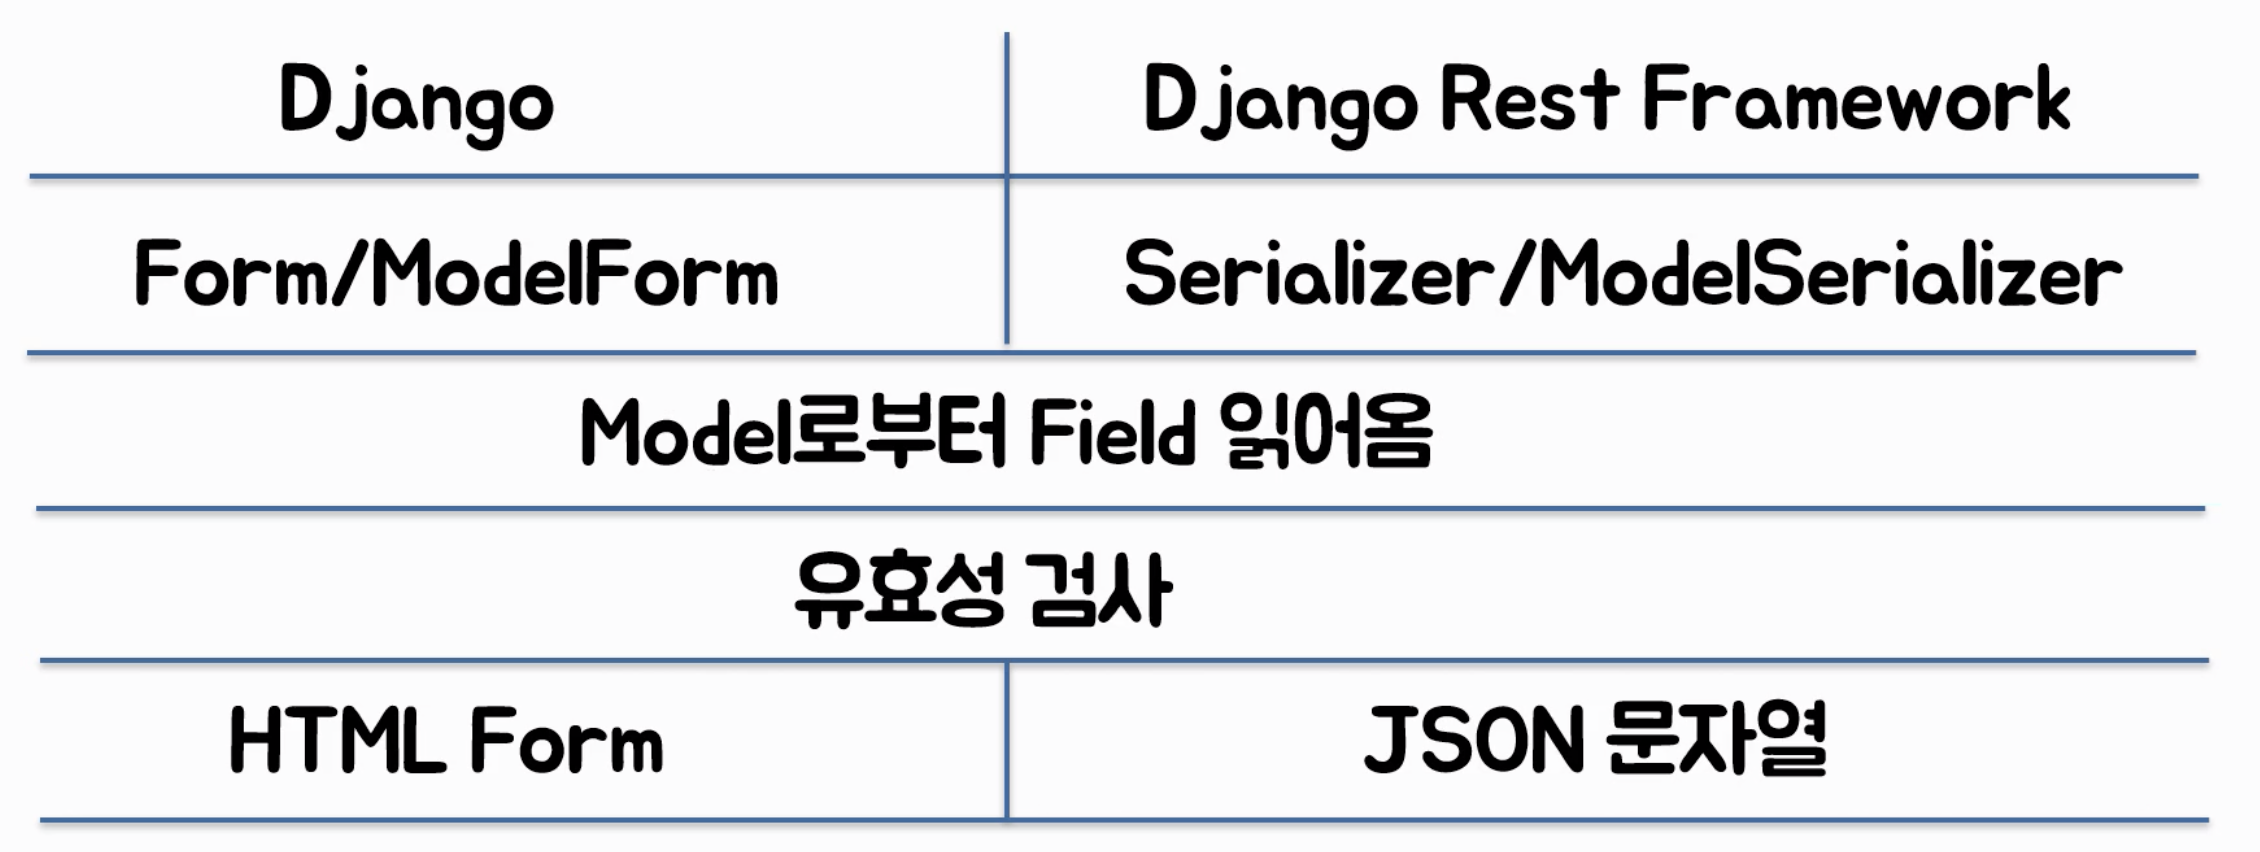 Django
Django Rest Framework
Form/ModelForm
Serializer/ModelSerializer
Model로부터 Field 읽어옴
유효성 검사
HTML Form
JSON 문자열